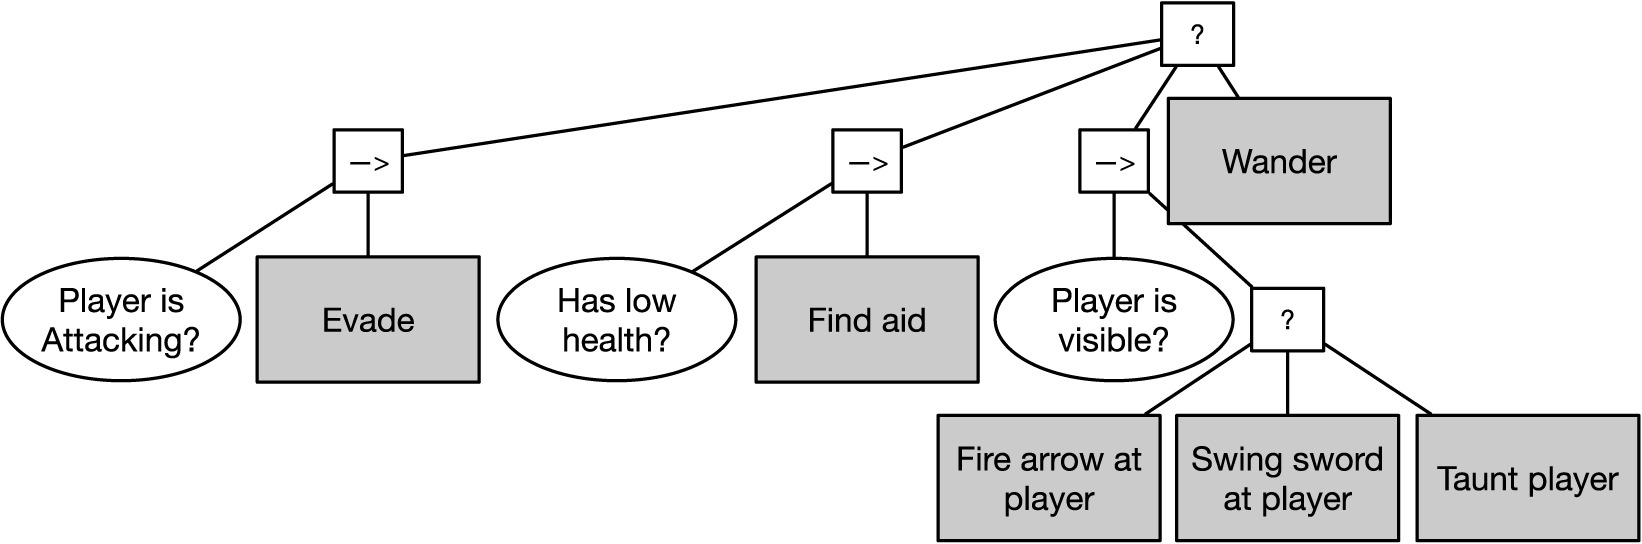 ?
—>
—>
—>
Wander
Player is
Attacking?
Evade
Has low
health?
Find aid
Player is
visible?
?
Fire arrow at
player
Swing sword
at player
Taunt player